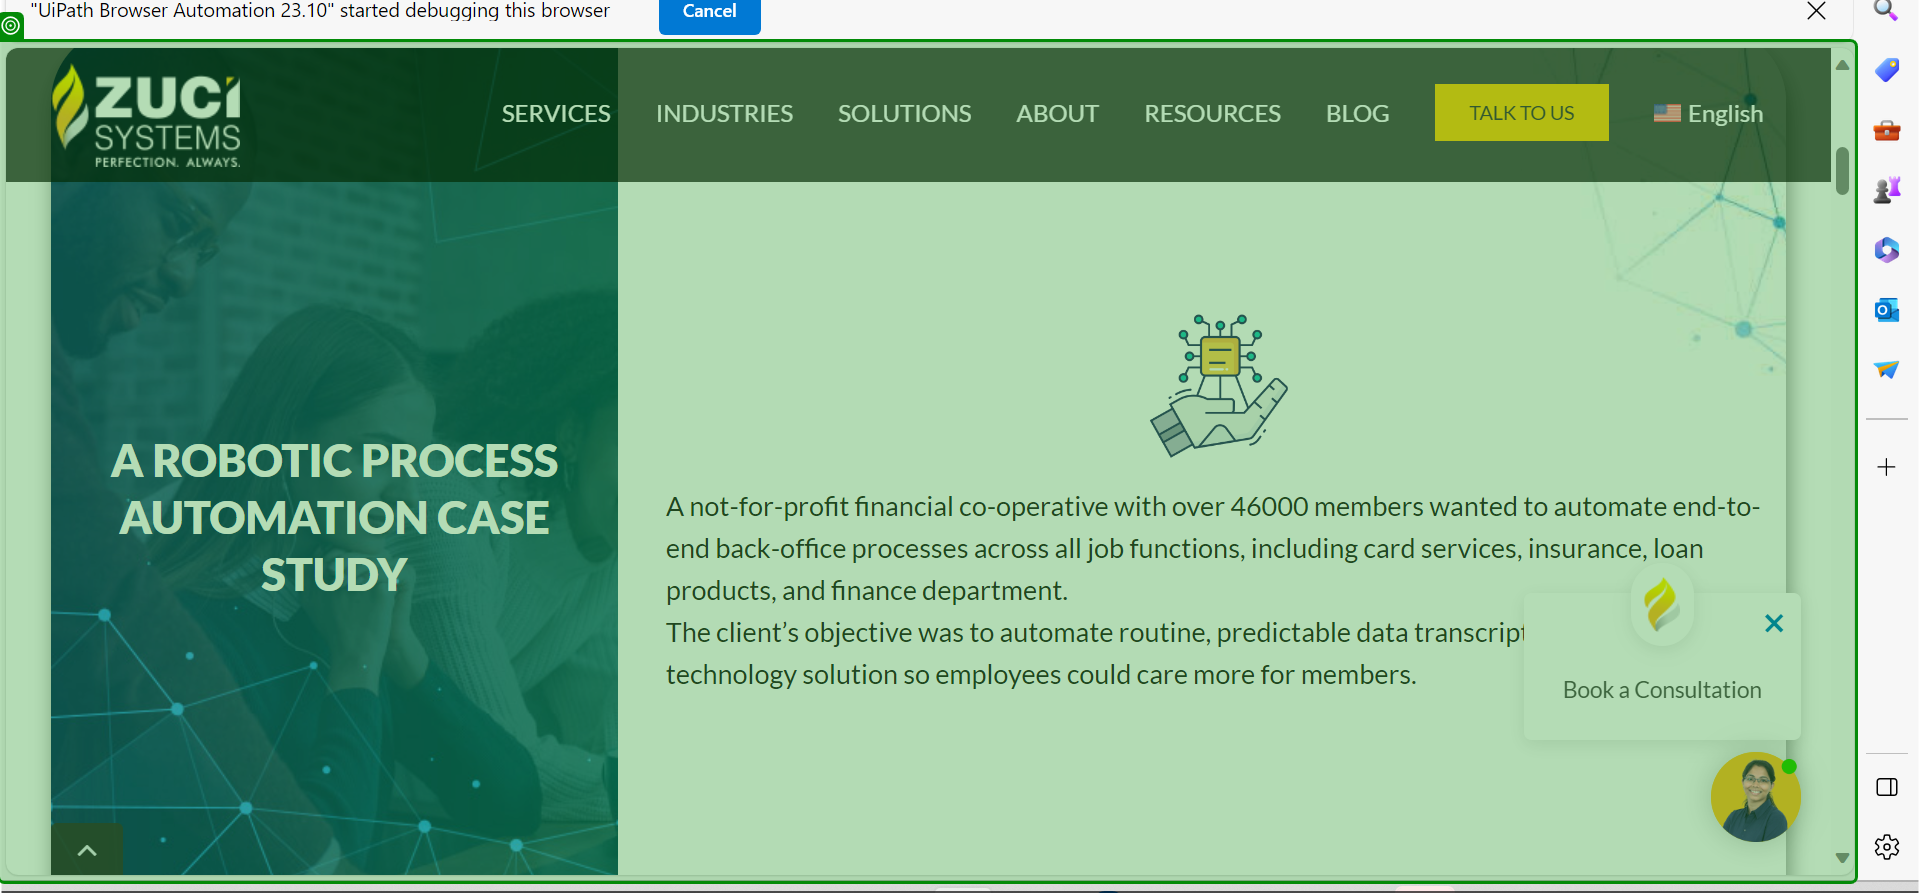 "UiPath Browser Automation 23.10" started debugging this browser
Cancel
ZUCI
SYSTEMS
PERFECTION. ALWAYS.
SERVICES
INDUSTRIES
SOLUTIONS
ABOUT
RESOURCES
BLOG
TALK TO US
English
A ROBOTIC PROCESS
AUTOMATION CASE
STUDY
A not-for-profit financial co-operative with over 46000 members wanted to automate end-to-
end back-office processes across all job functions, including card services, insurance, loan
products, and finance department.
The client’s objective was to automate routine, predictable data transcript
technology solution so employees could care more for members.
Book a Consultation